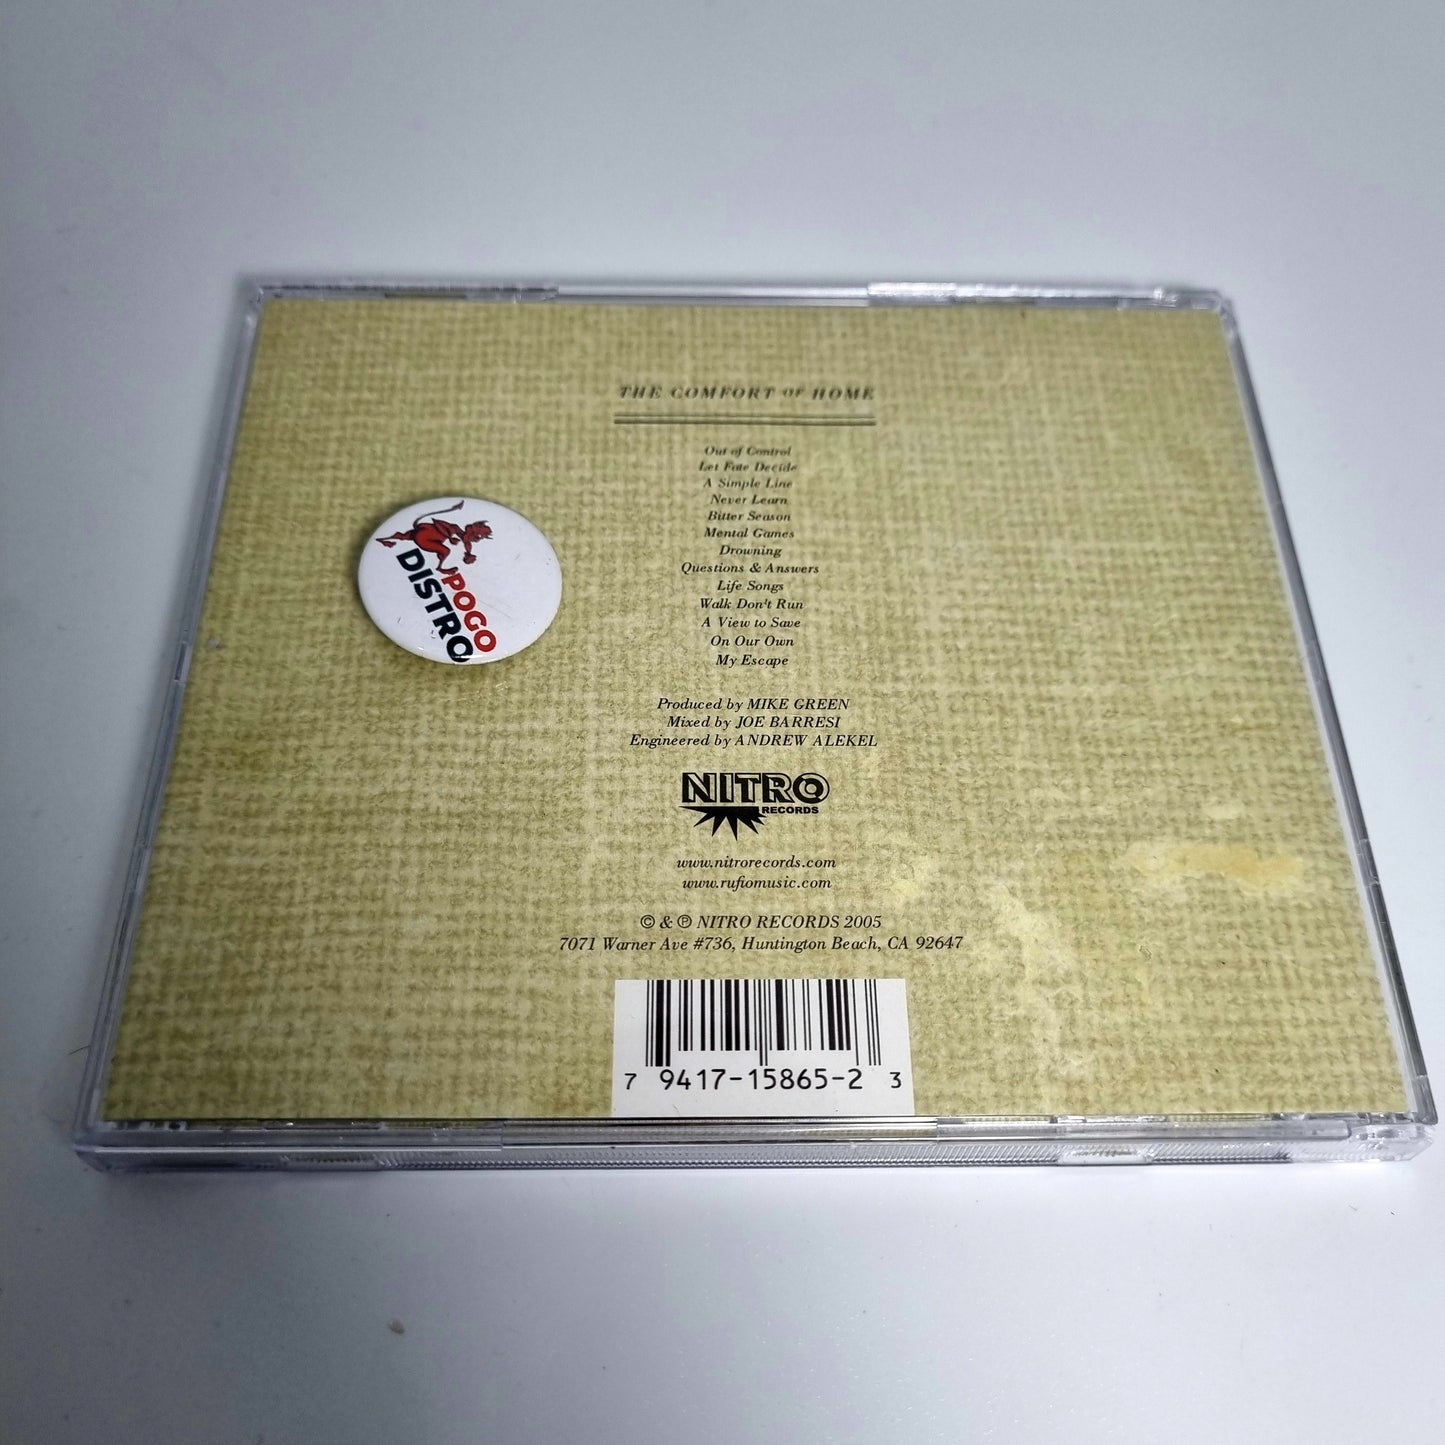 THE COMFORT OF HOME
Out of Control
Let Fate Decide
A Simple Line
Never Learn
Bitter Season
Mental Games
Drowning
Questions & Answers
Life Songs
Walk Don't Run
A View to Save
On Our Own
My Escape
POGO
DISTRO
Produced by MIKE GREEN
Mixed by JOE BARRESI
Engineered by ANDREW ALEKEL
NITRO
RECORDS
www.nitrorecords.com
www.rufiomusic.com
© & ℗ NITRO RECORDS 2005
7071 Warner Ave #736, Huntington Beach, CA 92647
7 9417-15865-2 3